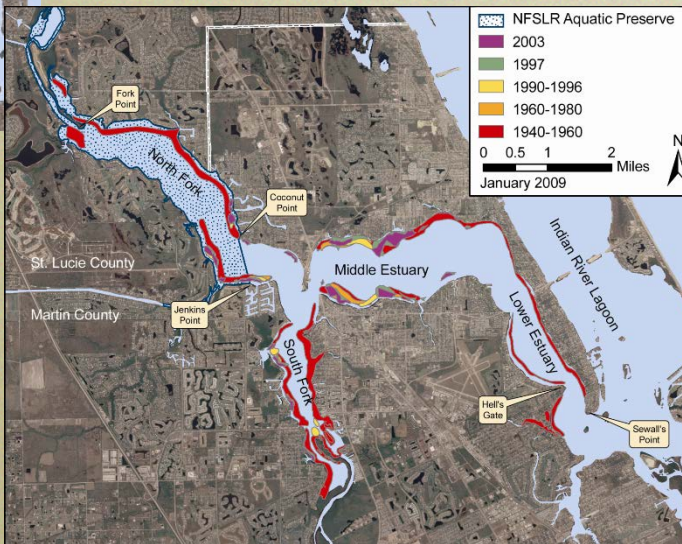 NFSLR Aquatic Preserve
2003
1997
1990-1996
1960-1980
1940-1960
0 0.5 1 2
Miles
January 2009
N
Fork
Point
North Fork
Coconut
Point
St. Lucie County
Martin County
Jenkins
Point
Middle Estuary
South Fork
Lower Estuary
Indian River Lagoon
Hell's
Gate
Sewall's
Point